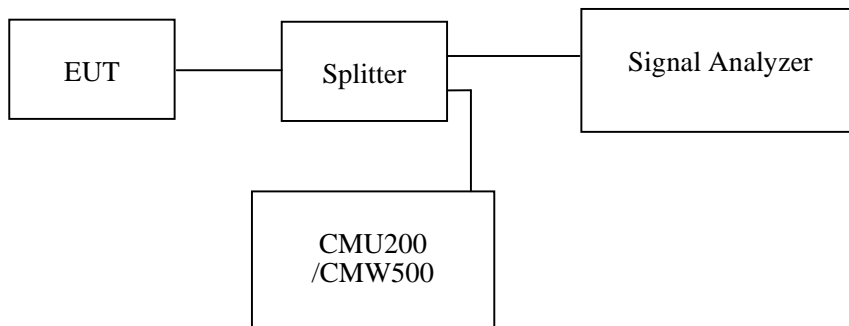 EUT
Splitter
Signal Analyzer
CMU200
/CMW500